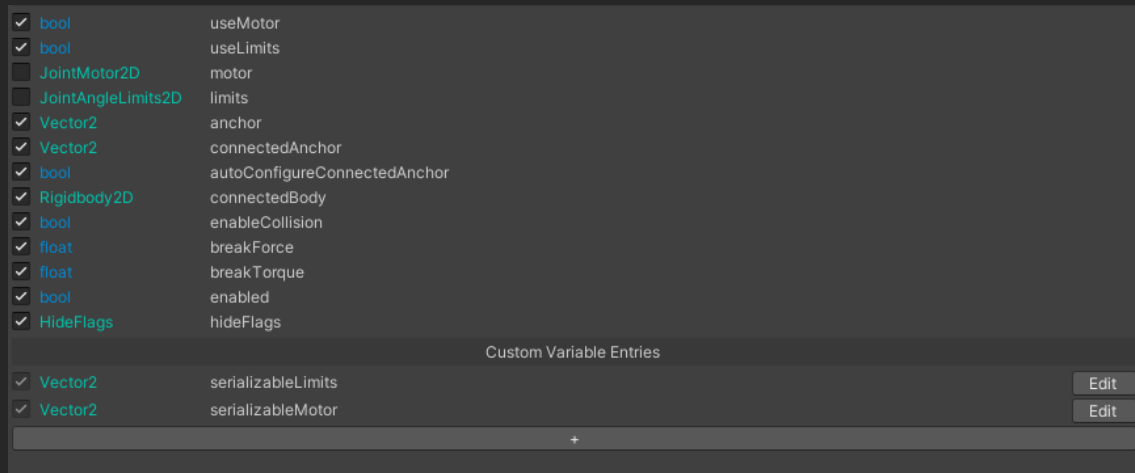 bool useMotor
bool useLimits
JointMotor2D motor
JointAngleLimits2D limits
Vector2 anchor
Vector2 connectedAnchor
bool autoConfigureConnectedAnchor
Rigidbody2D connectedBody
bool enableCollision
float breakForce
float breakTorque
bool enabled
HideFlags hideFlags
Custom Variable Entries
Vector2 serializableLimits Edit
Vector2 serializableMotor Edit
+